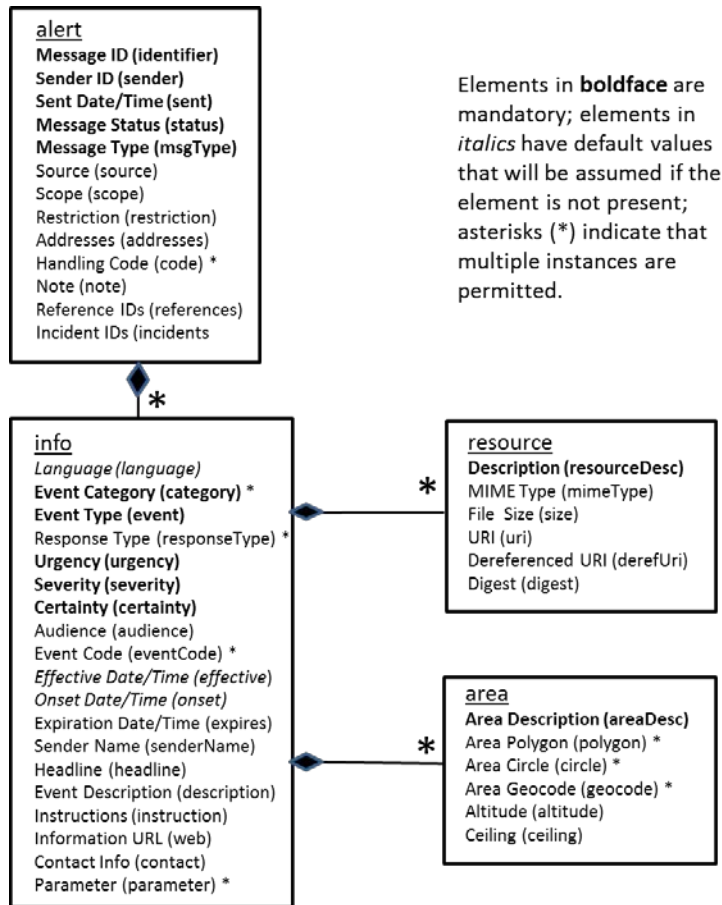 alert
Message ID (identifier)
Sender ID (sender)
Sent Date/Time (sent)
Message Status (status)
Message Type (msgType)
Source (source)
Scope (scope)
Restriction (restriction)
Addresses (addresses)
Handling Code (code) *
Note (note)
Reference IDs (references)
Incident IDs (incidents
Elements in boldface are
mandatory; elements in
italics have default values
that will be assumed if the
element is not present;
asterisks (*) indicate that
multiple instances are
permitted.
*
info
Language (language)
Event Category (category) *
Event Type (event)
Response Type (responseType) *
Urgency (urgency)
Severity (severity)
Certainty (certainty)
Audience (audience)
Event Code (eventCode) *
Effective Date/Time (effective)
Onset Date/Time (onset)
Expiration Date/Time (expires)
Sender Name (senderName)
Headline (headline)
Event Description (description)
Instructions (instruction)
Information URL (web)
Contact Info (contact)
Parameter (parameter) *
*
resource
Description (resourceDesc)
MIME Type (mimeType)
File Size (size)
URI (uri)
Dereferenced URI (derefUri)
Digest (digest)
*
area
Area Description (areaDesc)
Area Polygon (polygon) *
Area Circle (circle) *
Area Geocode (geocode) *
Altitude (altitude)
Ceiling (ceiling)